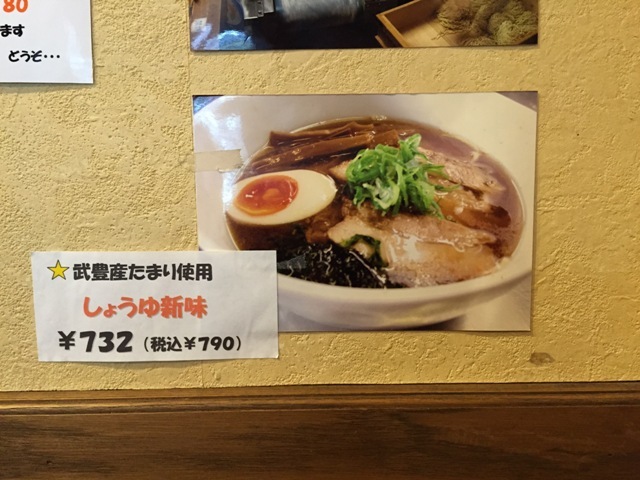 80
ます
どうぞ…
★武豊産たまり使用
しょうゆ新味
￥732（税込￥790）